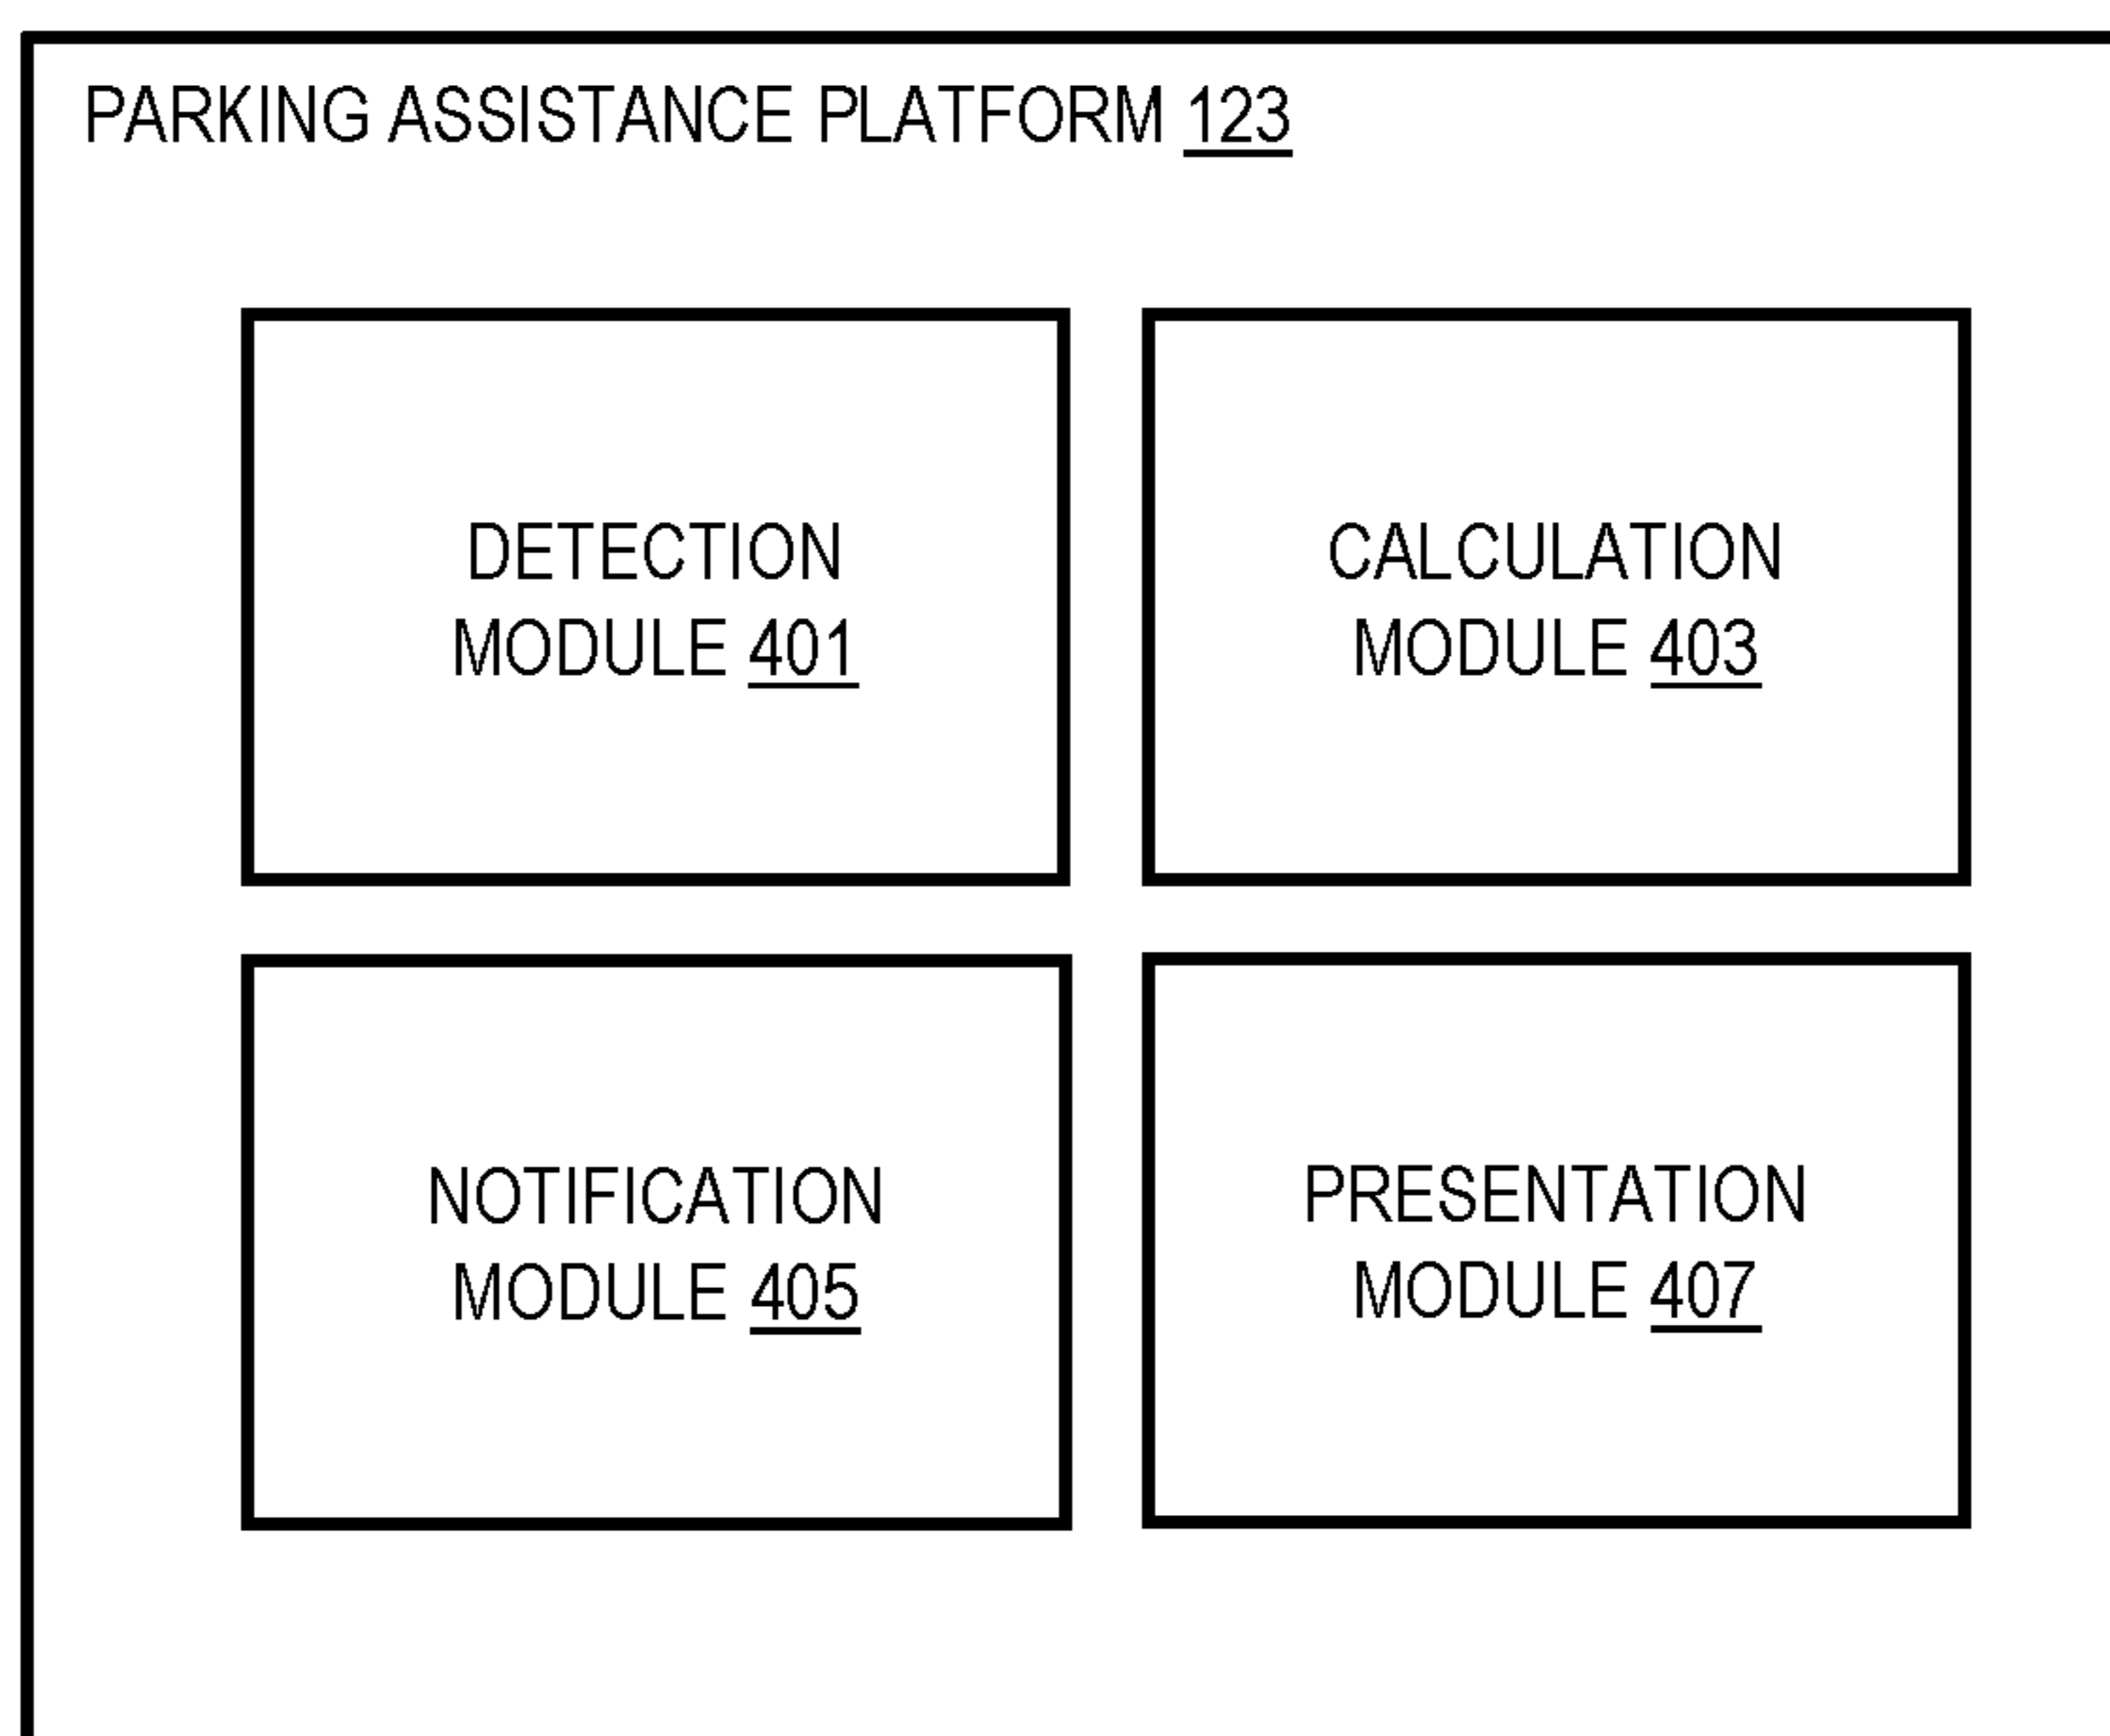 PARKING ASSISTANCE PLATFORM 123
DETECTION
MODULE 401
CALCULATION
MODULE 403
NOTIFICATION
MODULE 405
PRESENTATION
MODULE 407